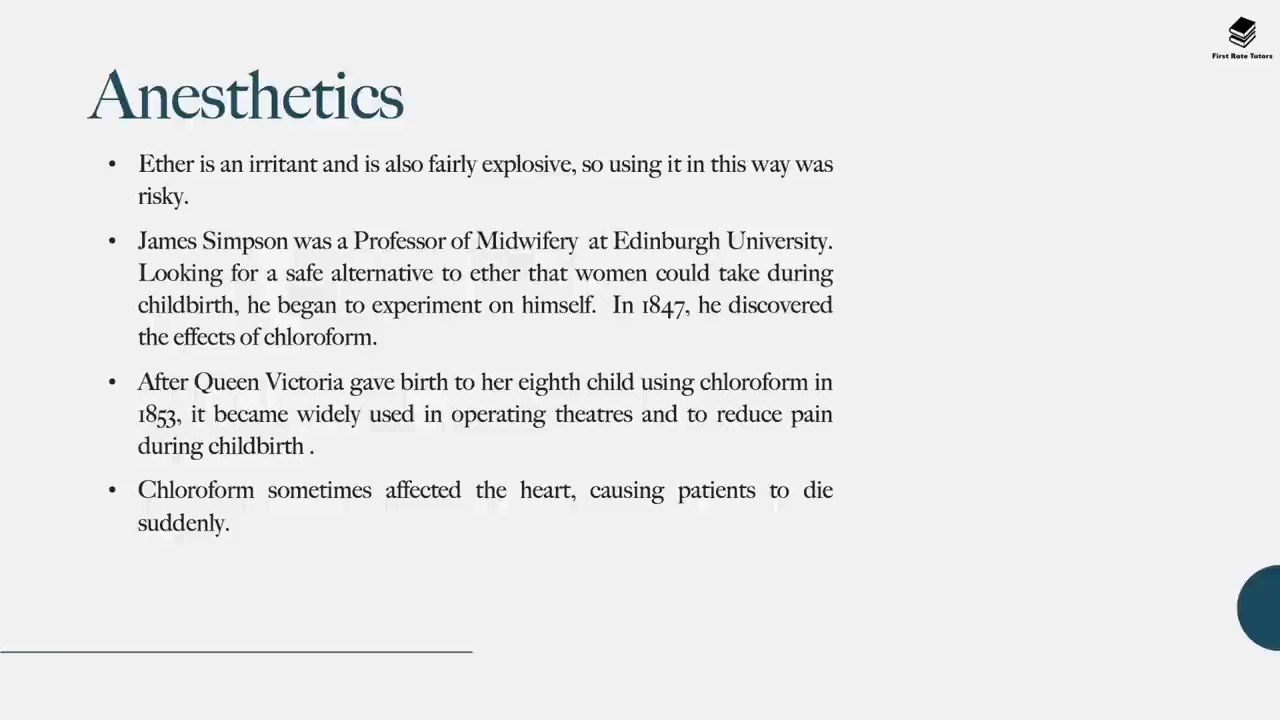 First Rate Tutors
Anesthetics
• Ether is an irritant and is also fairly explosive, so using it in this way was
risky.
• James Simpson was a Professor of Midwifery at Edinburgh University.
Looking for a safe alternative to ether that women could take during
childbirth, he began to experiment on himself. In 1847, he discovered
the effects of chloroform.
• After Queen Victoria gave birth to her eighth child using chloroform in
1853, it became widely used in operating theatres and to reduce pain
during childbirth .
• Chloroform sometimes affected the heart, causing patients to die
suddenly.